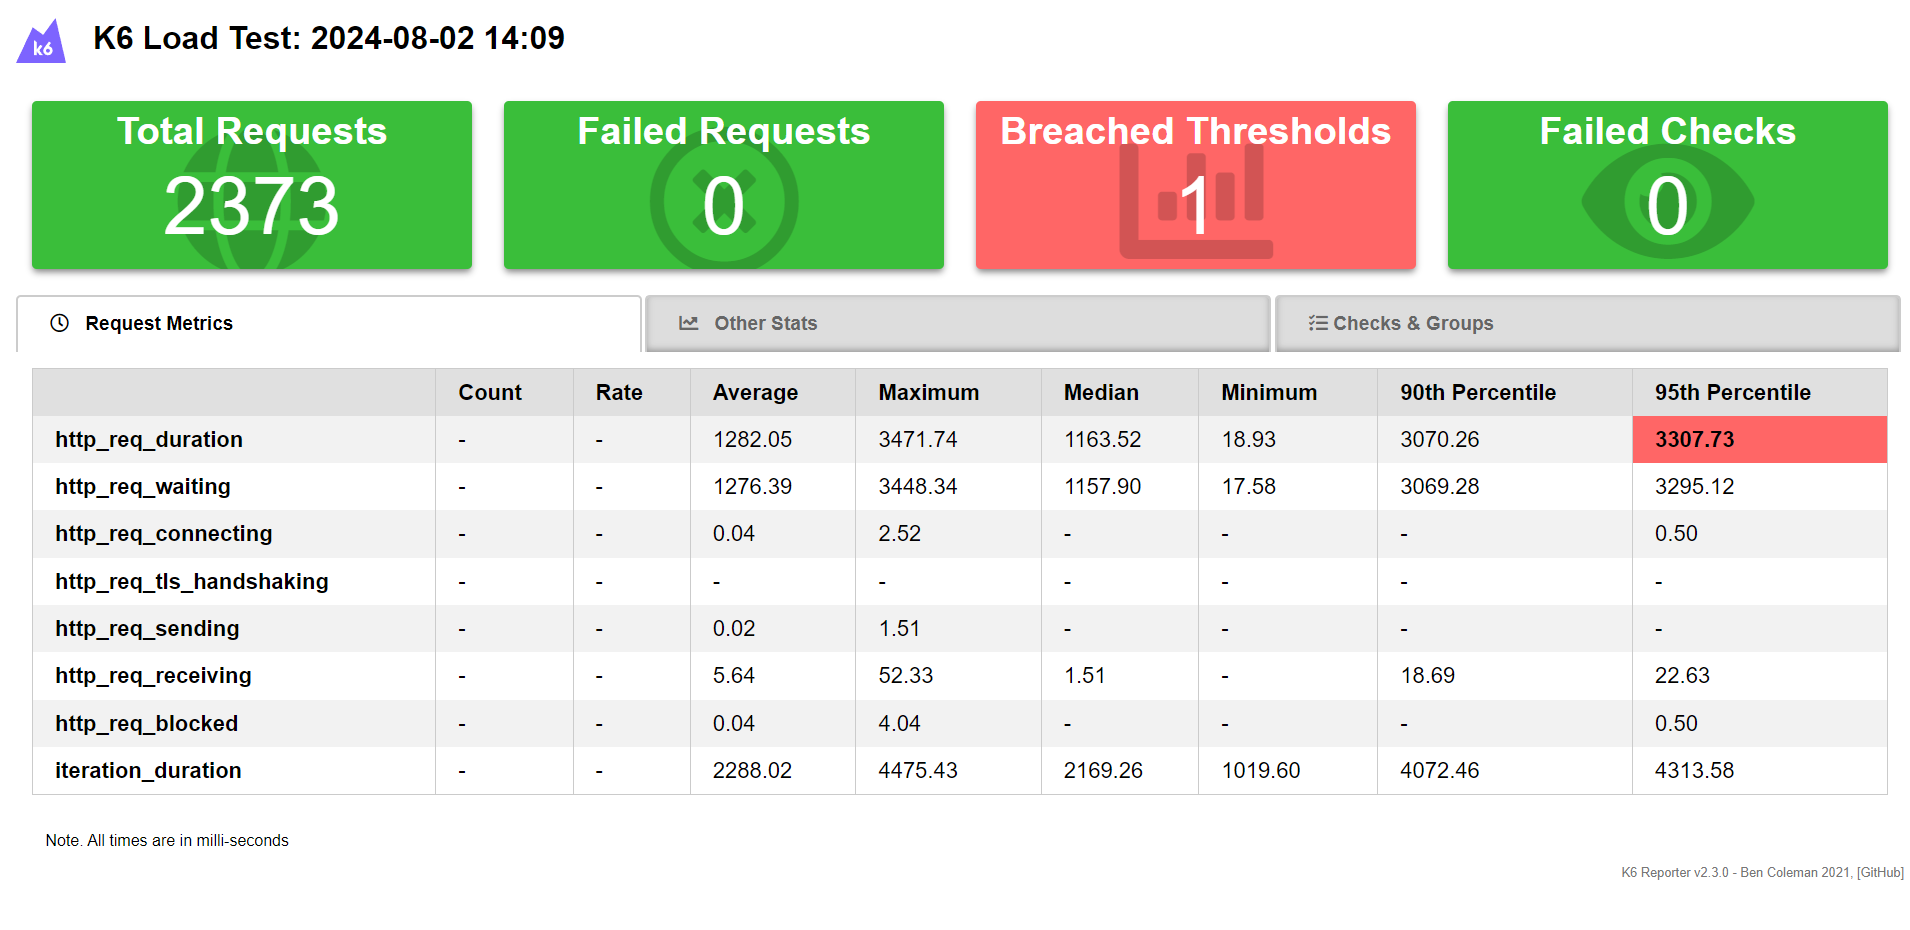 k6
K6 Load Test: 2024-08-02 14:09
Total Requests
2373
Failed Requests
0
Breached Thresholds
1
Failed Checks
0
Request Metrics
Other Stats
Checks & Groups
Count Rate Average Maximum Median Minimum 90th Percentile 95th Percentile
http_req_duration - - 1282.05 3471.74 1163.52 18.93 3070.26 3307.73
http_req_waiting - - 1276.39 3448.34 1157.90 17.58 3069.28 3295.12
http_req_connecting - - 0.04 2.52 - - - 0.50
http_req_tls_handshaking - - - - - - - -
http_req_sending - - 0.02 1.51 - - - -
http_req_receiving - - 5.64 52.33 1.51 - 18.69 22.63
http_req_blocked - - 0.04 4.04 - - - 0.50
iteration_duration - - 2288.02 4475.43 2169.26 1019.60 4072.46 4313.58
Note. All times are in milli-seconds
K6 Reporter v2.3.0 - Ben Coleman 2021, [GitHub]